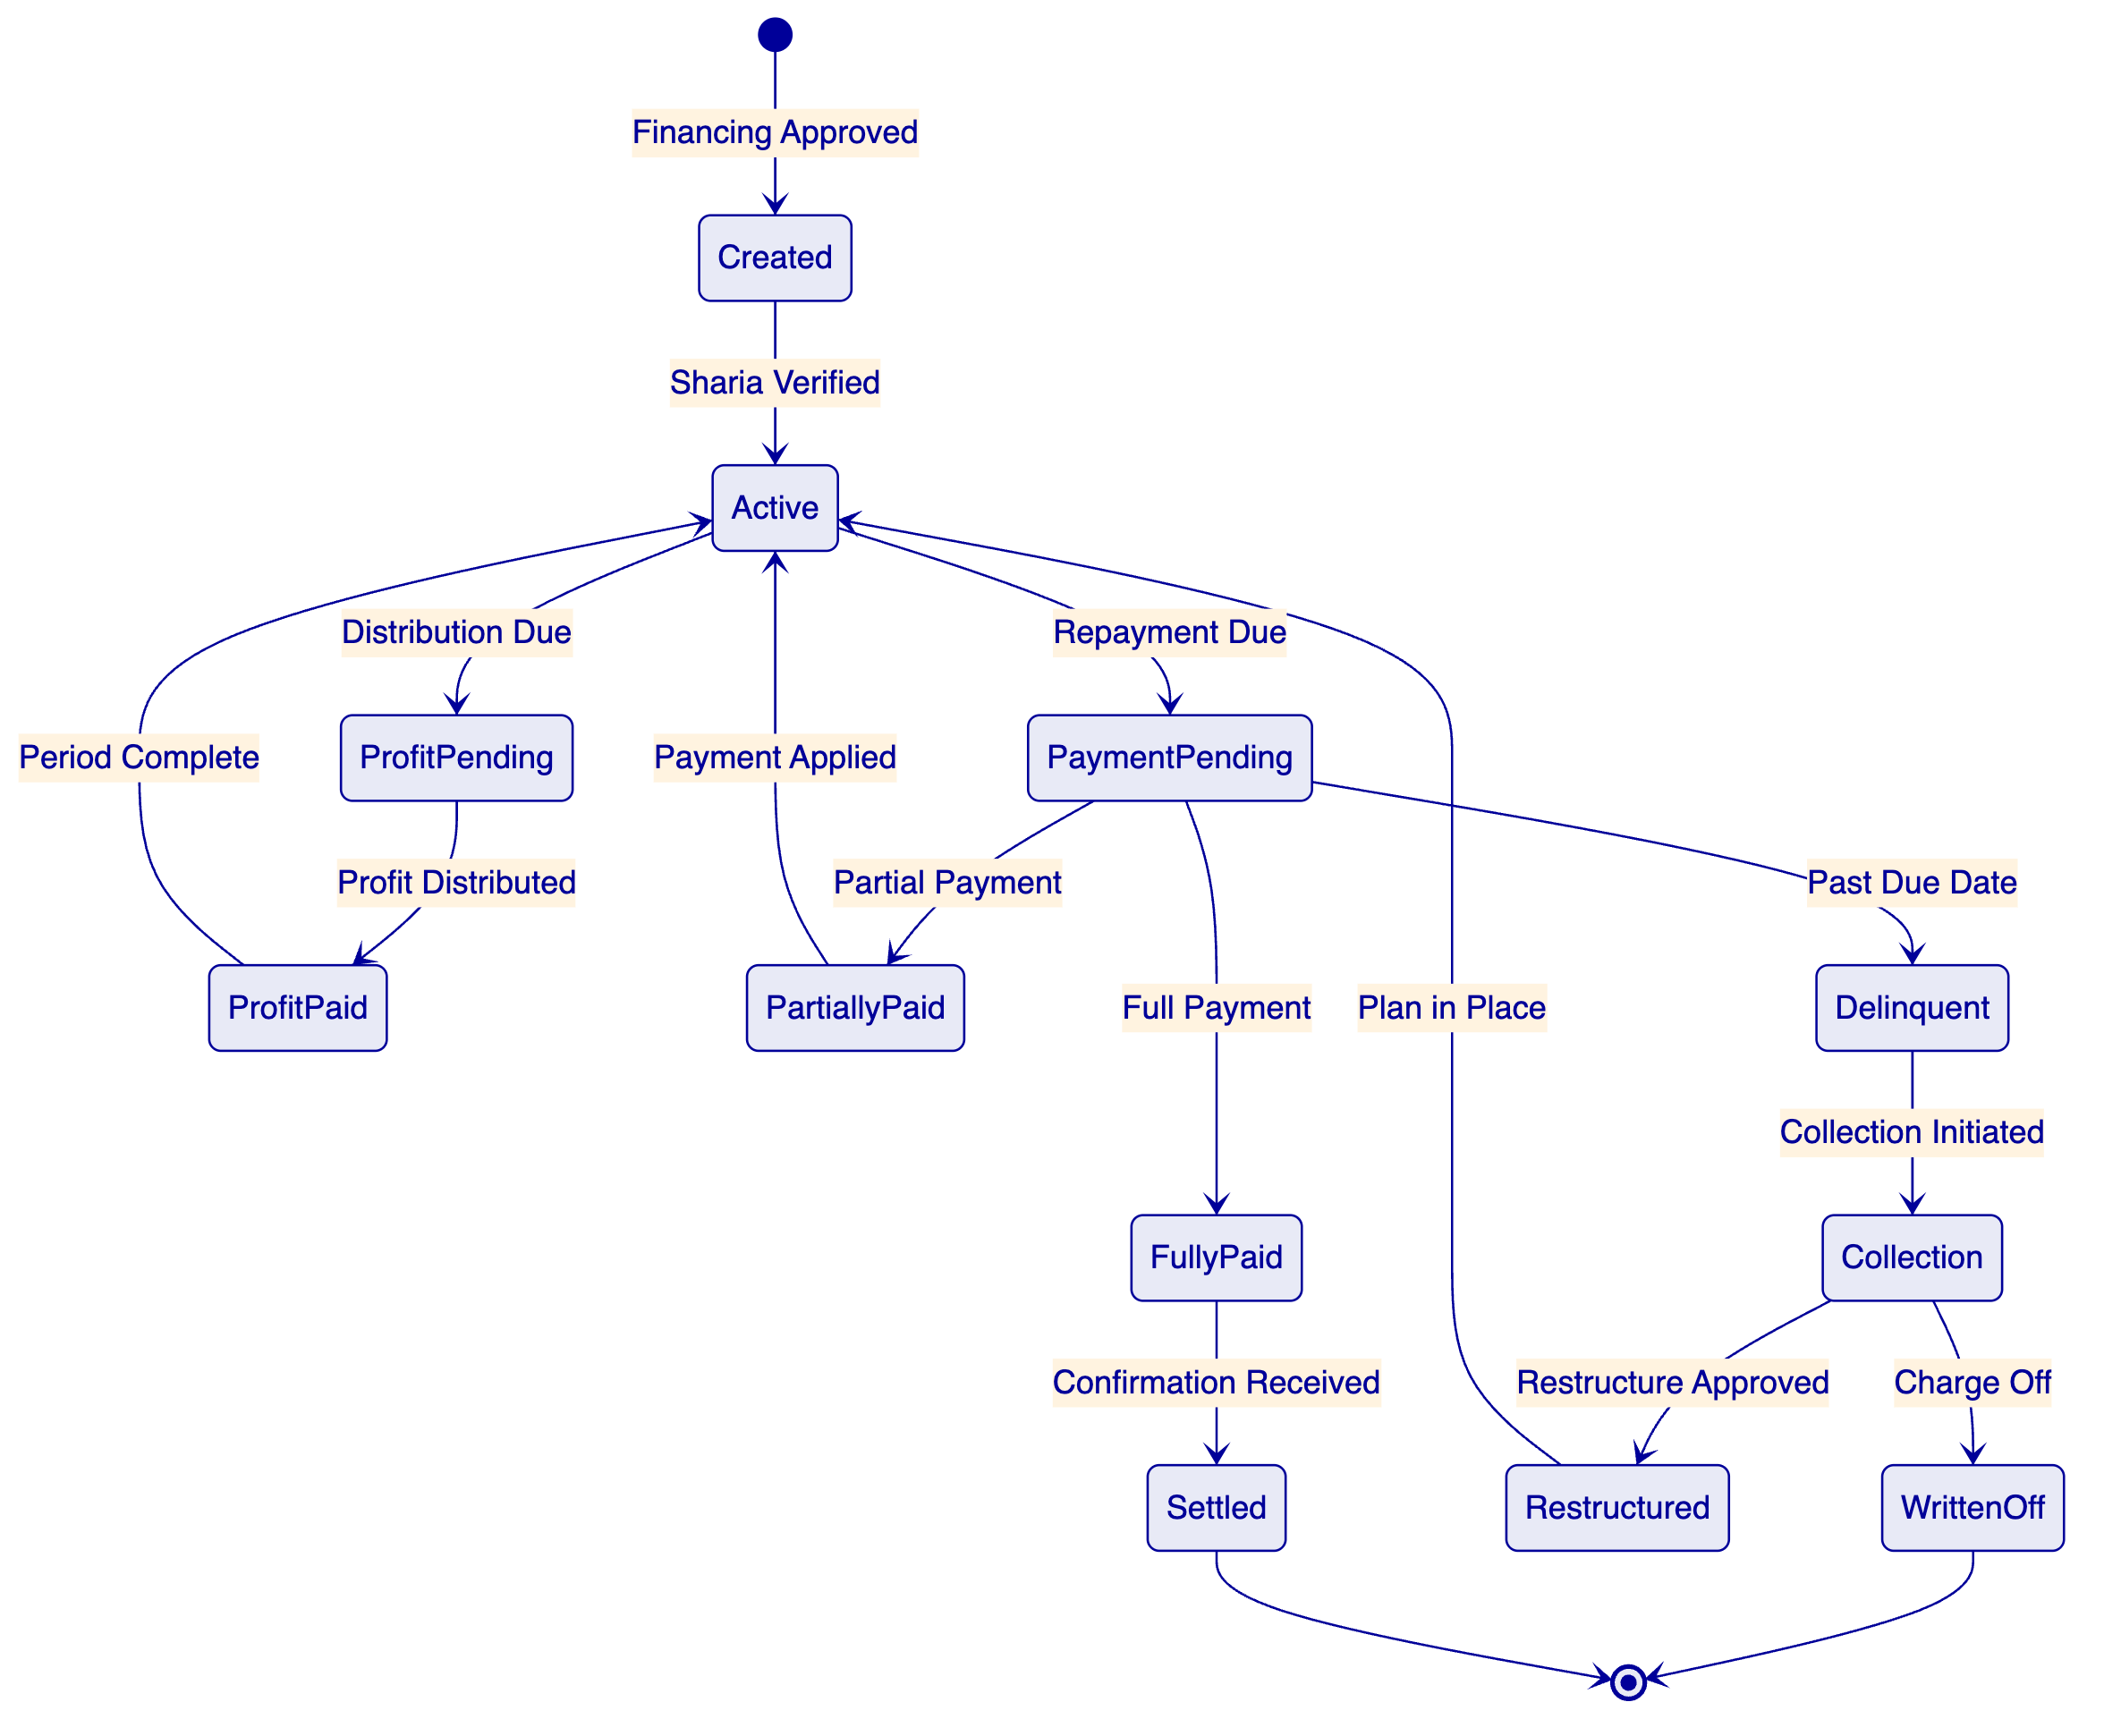 Financing Approved
Created
Sharia Verified
Active
Distribution Due
Repayment Due
Period Complete
ProfitPending
Payment Applied
PaymentPending
Profit Distributed
Partial Payment
Past Due Date
ProfitPaid
PartiallyPaid
Full Payment
Plan in Place
Delinquent
Collection Initiated
FullyPaid
Collection
Confirmation Received
Restructure Approved
Charge Off
Settled
Restructured
WrittenOff